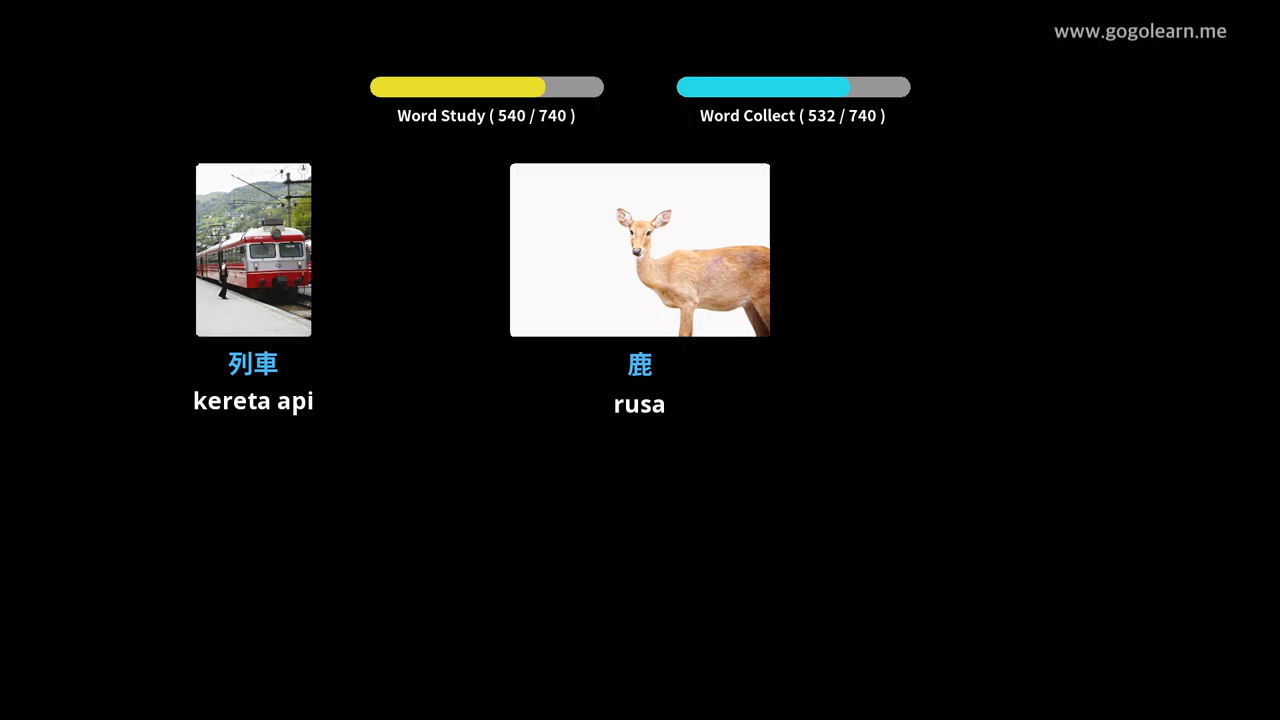 www.gogolearn.me
Word Study ( 540 / 740 )
Word Collect ( 532 / 740 )
列車
kereta api
鹿
rusa